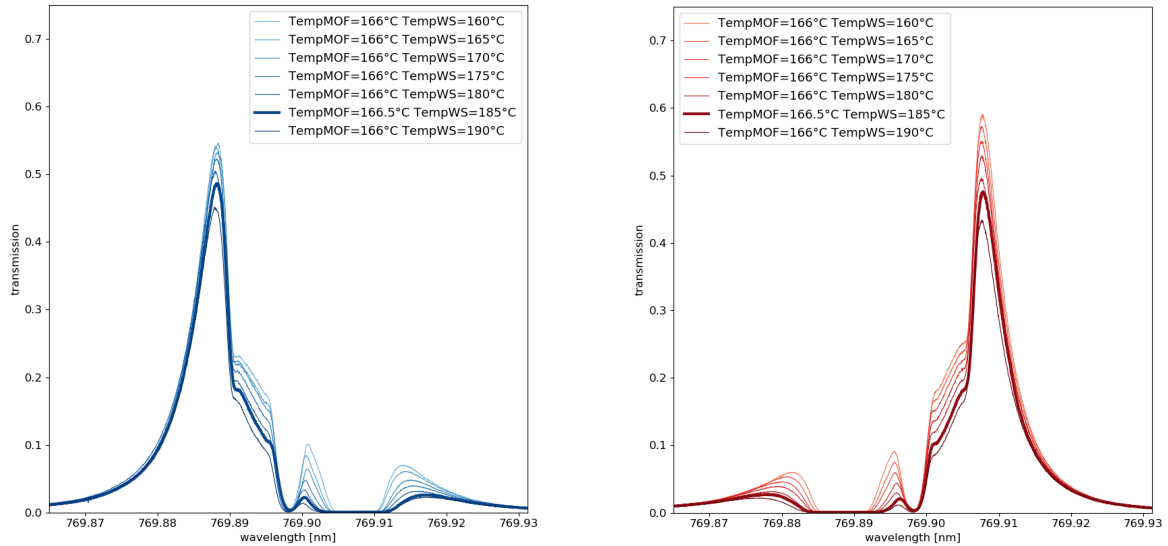 TempMOF=166°C TempWS=160°C
TempMOF=166°C TempWS=165°C
TempMOF=166°C TempWS=170°C
TempMOF=166°C TempWS=175°C
TempMOF=166°C TempWS=180°C
TempMOF=166.5°C TempWS=185°C
TempMOF=166°C TempWS=190°C
0.7
0.6
0.5
0.4
0.3
0.2
0.1
0.0
transmission
769.87 769.88 769.89 769.90 769.91 769.92 769.93
wavelength [nm]
TempMOF=166°C TempWS=160°C
TempMOF=166°C TempWS=165°C
TempMOF=166°C TempWS=170°C
TempMOF=166°C TempWS=175°C
TempMOF=166°C TempWS=180°C
TempMOF=166.5°C TempWS=185°C
TempMOF=166°C TempWS=190°C
0.7
0.6
0.5
0.4
0.3
0.2
0.1
0.0
transmission
769.87 769.88 769.89 769.90 769.91 769.92 769.93
wavelength [nm]